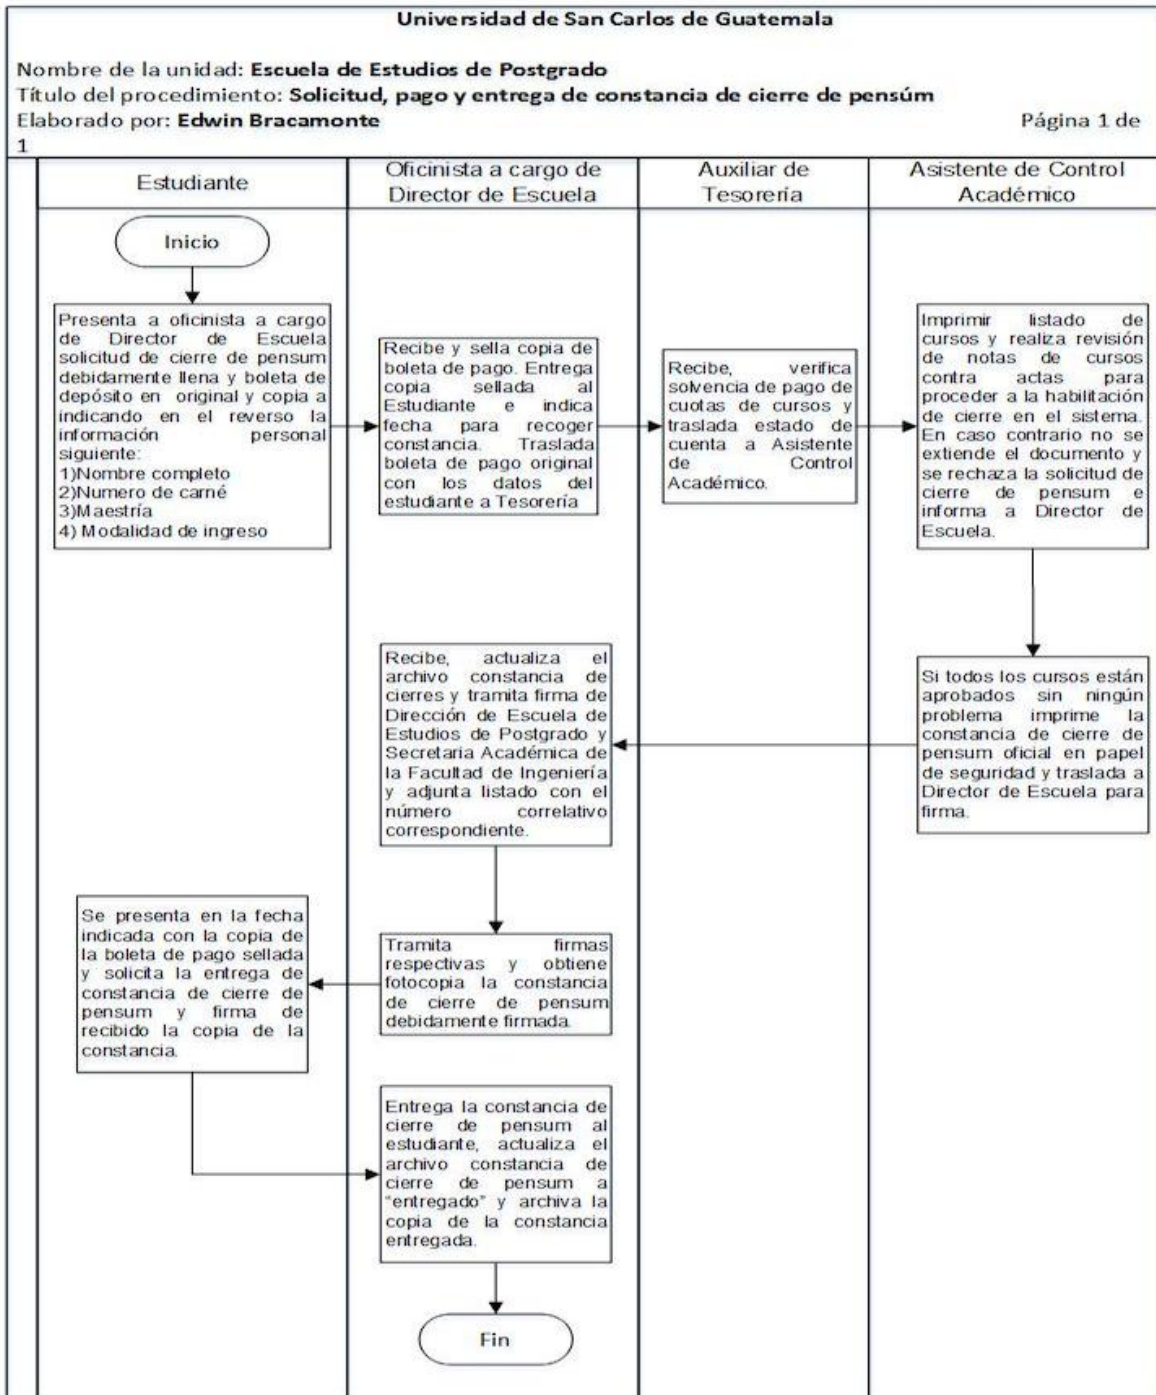 Universidad de San Carlos de Guatemala
Nombre de la unidad: Escuela de Estudios de Postgrado
Título del procedimiento: Solicitud, pago y entrega de constancia de cierre de pensúm
Elaborado por: Edwin Bracamonte Página 1 de
1
Estudiante
Oficinista a cargo de
Director de Escuela
Auxiliar de
Tesorería
Asistente de Control
Académico
Inicio
Presenta a oficinista a cargo
de Director de Escuela
solicitud de cierre de pensum
debidamente llena y boleta de
depósito en original y copia a
indicando en el reverso la
información personal
siguiente:
1)Nombre completo
2)Numero de carné
3)Maestría
4) Modalidad de ingreso
Recibe y sella copia de
boleta de pago. Entrega
copia sellada al
Estudiante e indica
fecha para recoger
constancia. Traslada
boleta de pago original
con los datos del
estudiante a Tesorería
Recibe, verifica
solvencia de pago de
cuotas de cursos y
traslada estado de
cuenta a Asistente
de Control
Académico.
Imprimir listado de
cursos y realiza revisión
de notas de cursos
contra actas para
proceder a la habilitación
de cierre en el sistema.
En caso contrario no se
extiende el documento y
se rechaza la solicitud de
cierre de pensum e
informa a Director de
Escuela.
Si todos los cursos están
aprobados sin ningún
problema imprime la
constancia de cierre de
pensum oficial en papel
de seguridad y traslada a
Director de Escuela para
firma.
Recibe, actualiza el
archivo constancia de
cierres y tramita firma de
Dirección de Escuela de
Estudios de Postgrado y
Secretaria Académica de
la Facultad de Ingeniería
y adjunta listado con el
número correlativo
correspondiente.
Tramita firmas
respectivas y obtiene
fotocopia la constancia
de cierre de pensum
debidamente firmada.
Se presenta en la fecha
indicada con la copia de
la boleta de pago sellada
y solicita la entrega de
constancia de cierre de
pensum y firma de
recibido la copia de la
constancia.
Entrega la constancia de
cierre de pensum al
estudiante, actualiza el
archivo constancia de
cierre de pensum a
“entregado” y archiva la
copia de la constancia
entregada.
Fin